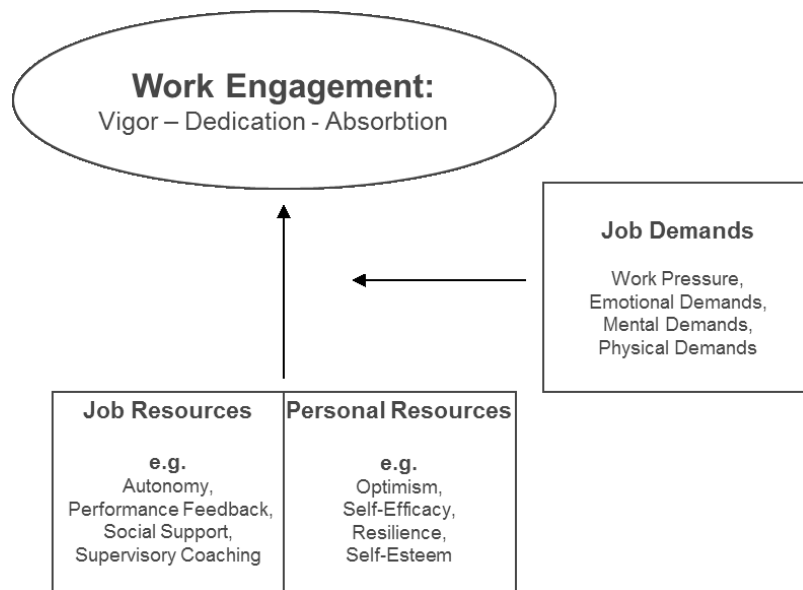 Work Engagement:
Vigor – Dedication - Absorbtion
Job Demands
Work Pressure,
Emotional Demands,
Mental Demands,
Physical Demands
Job Resources
e.g.
Autonomy,
Performance Feedback,
Social Support,
Supervisory Coaching
Personal Resources
e.g.
Optimism,
Self-Efficacy,
Resilience,
Self-Esteem